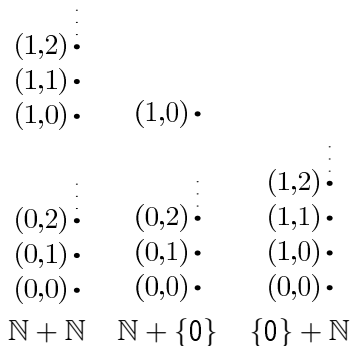 (1,2)
(1,1)
(1,0) (1,0)
(1,2)
(0,2) (0,2) (1,1)
(0,1) (0,1) (1,0)
(0,0) (0,0) (0,0)
ℕ + ℕ ℕ + {0} {0} + ℕ